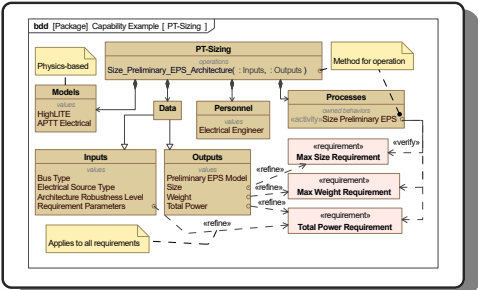 bdd [Package] Capability Example [ PT-Sizing ]
PT-Sizing
operations
Size_Preliminary_EPS_Architecture( : Inputs, : Outputs )
Method for operation
Physics-based
Models
values
HighLITE
APTT Electrical
Data
Personnel
values
Electrical Engineer
Processes
owned behaviors
«activity»Size Preliminary EPS
Inputs
values
Bus Type
Electrical Source Type
Architecture Robustness Level
Requirement Parameters
Outputs
values
Preliminary EPS Model
Size
Weight
Total Power
«requirement»
Max Size Requirement
«verify»
«refine»
«requirement»
Max Weight Requirement
«refine»
«refine»
«requirement»
Total Power Requirement
«refine»
Applies to all requirements